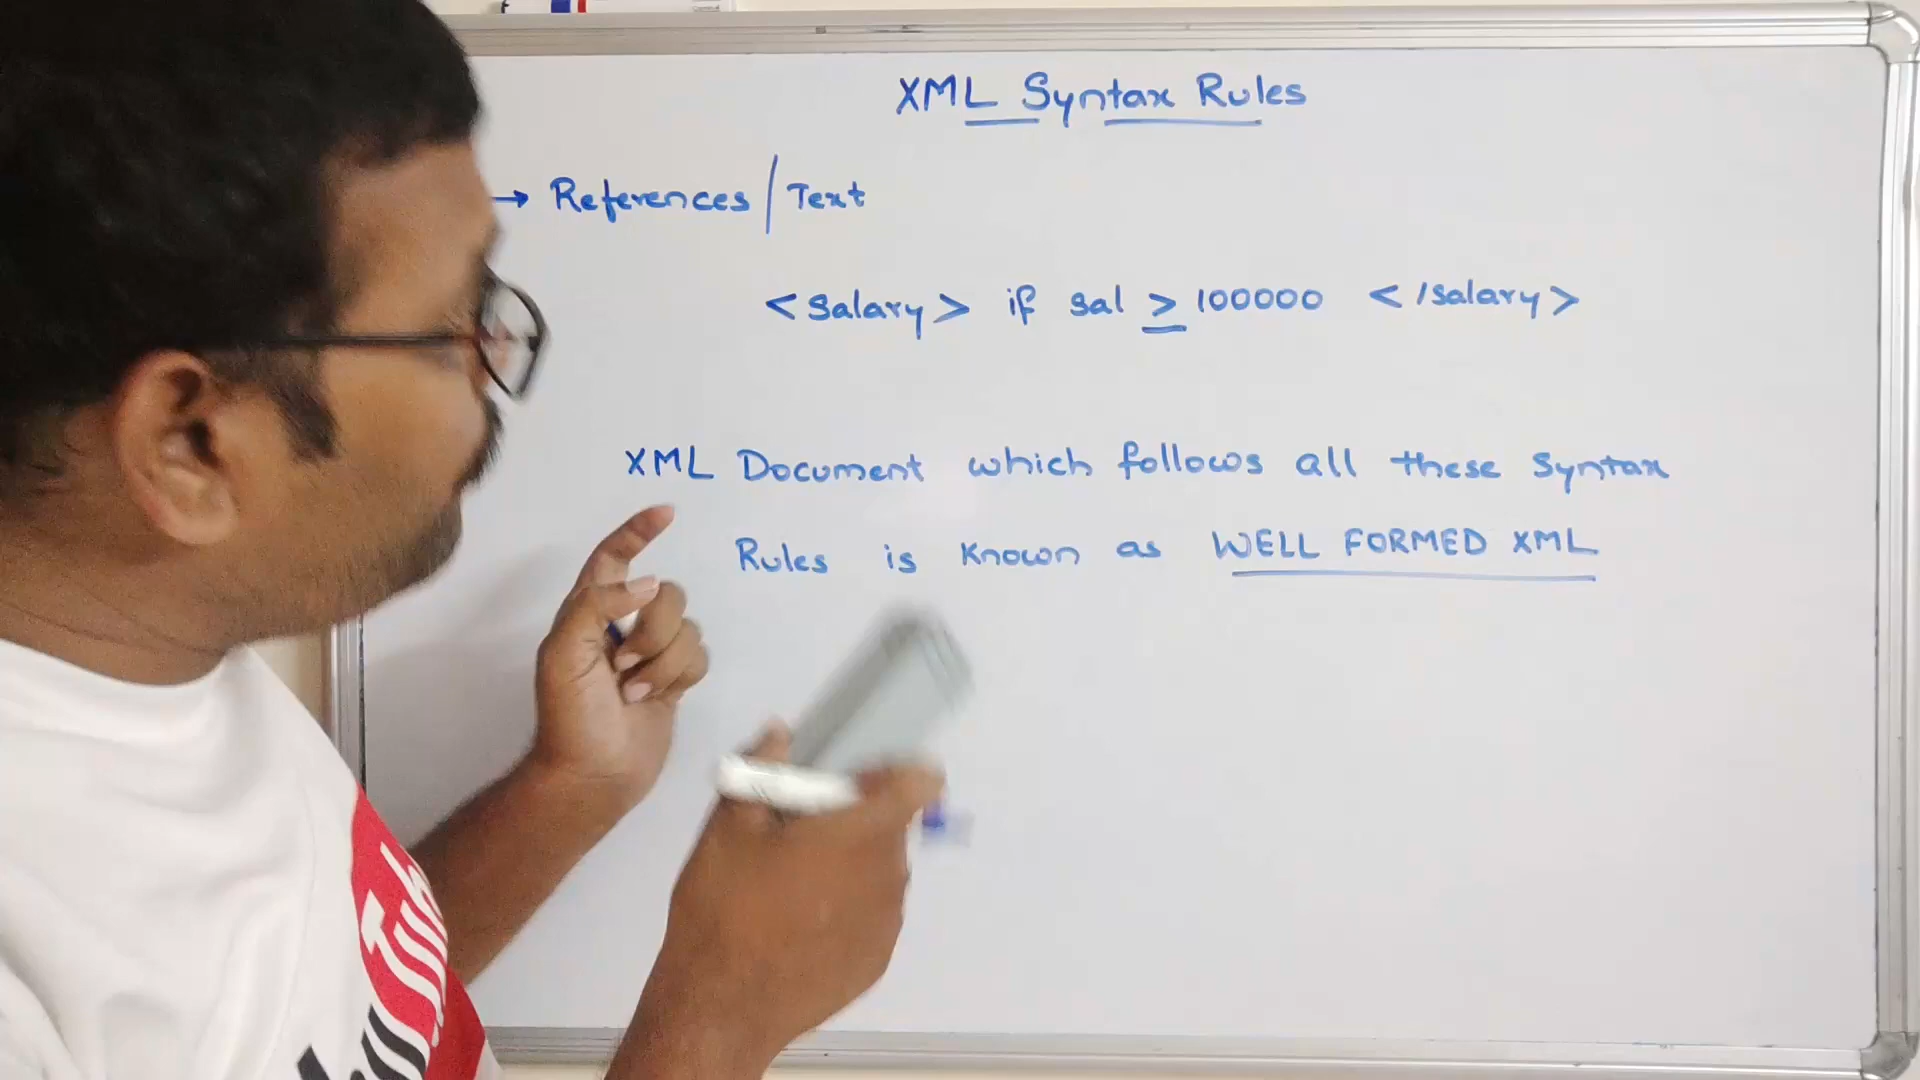 XML Syntax Rules
→ References / Text
<salary> if sal > 100000 </salary>
XML Document which follows all these syntax
Rules is known as WELL FORMED XML